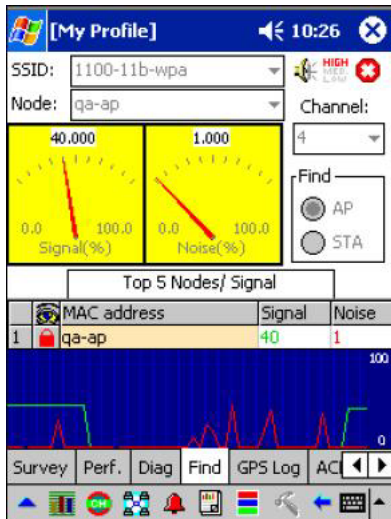 [My Profile] 10:26
SSID: 1100-11b-wpa HIGH MED. LOW
Node: qa-ap Channel:
4
40.000 1.000
Find
AP
STA
0.0 100.0 0.0 100.0
Signal(%) Noise(%)
Top 5 Nodes/ Signal
MAC address Signal Noise
1 qa-ap 40 1
100
0
Survey Perf. Diag Find GPS Log AC
CH